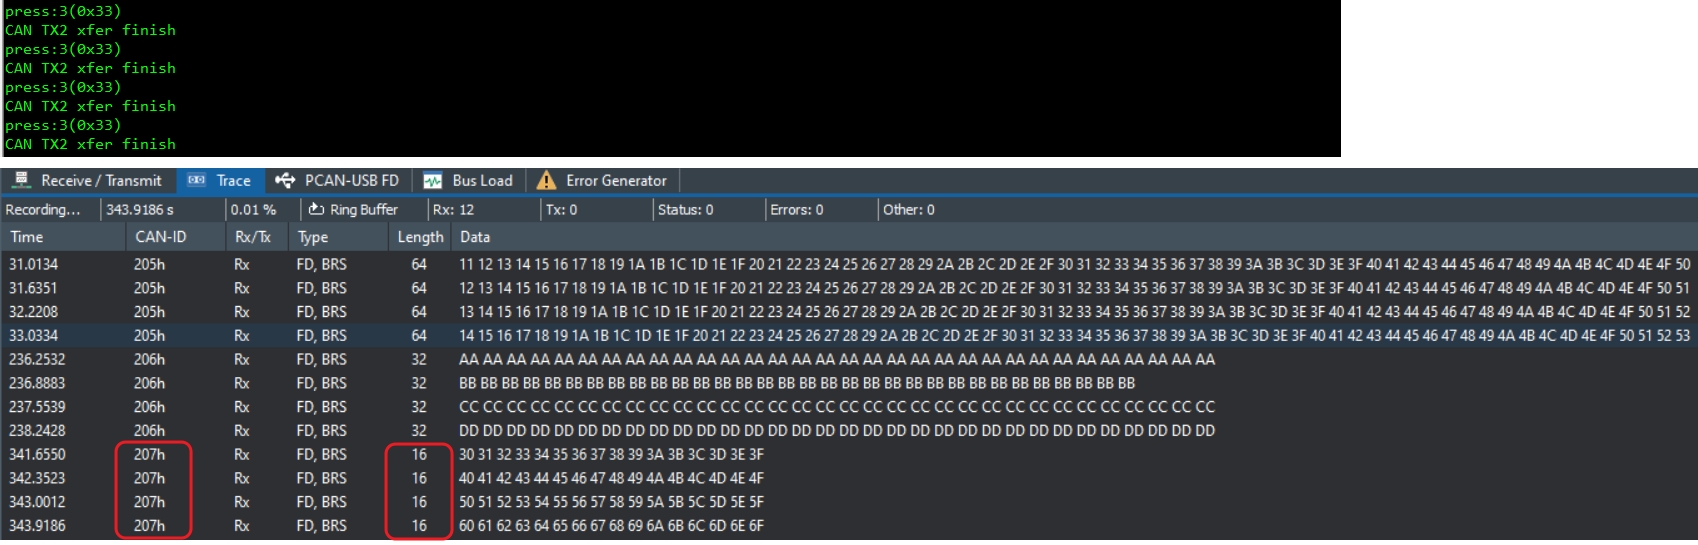 press:3(0x33)
CAN TX2 xfer finish
press:3(0x33)
CAN TX2 xfer finish
press:3(0x33)
CAN TX2 xfer finish
press:3(0x33)
CAN TX2 xfer finish
Receive / Transmit Trace PCAN-USB FD Bus Load Error Generator
Recording... 343.9186 s 0.01 % Ring Buffer Rx: 12 Tx: 0 Status: 0 Errors: 0 Other: 0
Time CAN-ID Rx/Tx Type Length Data
31.0134 205h Rx FD, BRS 64 11 12 13 14 15 16 17 18 19 1A 1B 1C 1D 1E 1F 20 21 22 23 24 25 26 27 28 29 2A 2B 2C 2D 2E 2F 30 31 32 33 34 35 36 37 38 39 3A 3B 3C 3D 3E 3F 40 41 42 43 44 45 46 47 48 49 4A 4B 4C 4D 4E 4F 50
31.6351 205h Rx FD, BRS 64 12 13 14 15 16 17 18 19 1A 1B 1C 1D 1E 1F 20 21 22 23 24 25 26 27 28 29 2A 2B 2C 2D 2E 2F 30 31 32 33 34 35 36 37 38 39 3A 3B 3C 3D 3E 3F 40 41 42 43 44 45 46 47 48 49 4A 4B 4C 4D 4E 4F 50 51
32.2208 205h Rx FD, BRS 64 13 14 15 16 17 18 19 1A 1B 1C 1D 1E 1F 20 21 22 23 24 25 26 27 28 29 2A 2B 2C 2D 2E 2F 30 31 32 33 34 35 36 37 38 39 3A 3B 3C 3D 3E 3F 40 41 42 43 44 45 46 47 48 49 4A 4B 4C 4D 4E 4F 50 51 52
33.0334 205h Rx FD, BRS 64 14 15 16 17 18 19 1A 1B 1C 1D 1E 1F 20 21 22 23 24 25 26 27 28 29 2A 2B 2C 2D 2E 2F 30 31 32 33 34 35 36 37 38 39 3A 3B 3C 3D 3E 3F 40 41 42 43 44 45 46 47 48 49 4A 4B 4C 4D 4E 4F 50 51 52 53
236.2532 206h Rx FD, BRS 32 AA AA AA AA AA AA AA AA AA AA AA AA AA AA AA AA AA AA AA AA AA AA AA AA AA AA AA AA AA AA AA AA
236.8883 206h Rx FD, BRS 32 BB BB BB BB BB BB BB BB BB BB BB BB BB BB BB BB BB BB BB BB BB BB BB BB BB BB BB BB BB BB BB BB
237.5539 206h Rx FD, BRS 32 CC CC CC CC CC CC CC CC CC CC CC CC CC CC CC CC CC CC CC CC CC CC CC CC CC CC CC CC CC CC CC CC
238.2428 206h Rx FD, BRS 32 DD DD DD DD DD DD DD DD DD DD DD DD DD DD DD DD DD DD DD DD DD DD DD DD DD DD DD DD DD DD DD DD
341.6550 207h Rx FD, BRS 16 30 31 32 33 34 35 36 37 38 39 3A 3B 3C 3D 3E 3F
342.3523 207h Rx FD, BRS 16 40 41 42 43 44 45 46 47 48 49 4A 4B 4C 4D 4E 4F
343.0012 207h Rx FD, BRS 16 50 51 52 53 54 55 56 57 58 59 5A 5B 5C 5D 5E 5F
343.9186 207h Rx FD, BRS 16 60 61 62 63 64 65 66 67 68 69 6A 6B 6C 6D 6E 6F